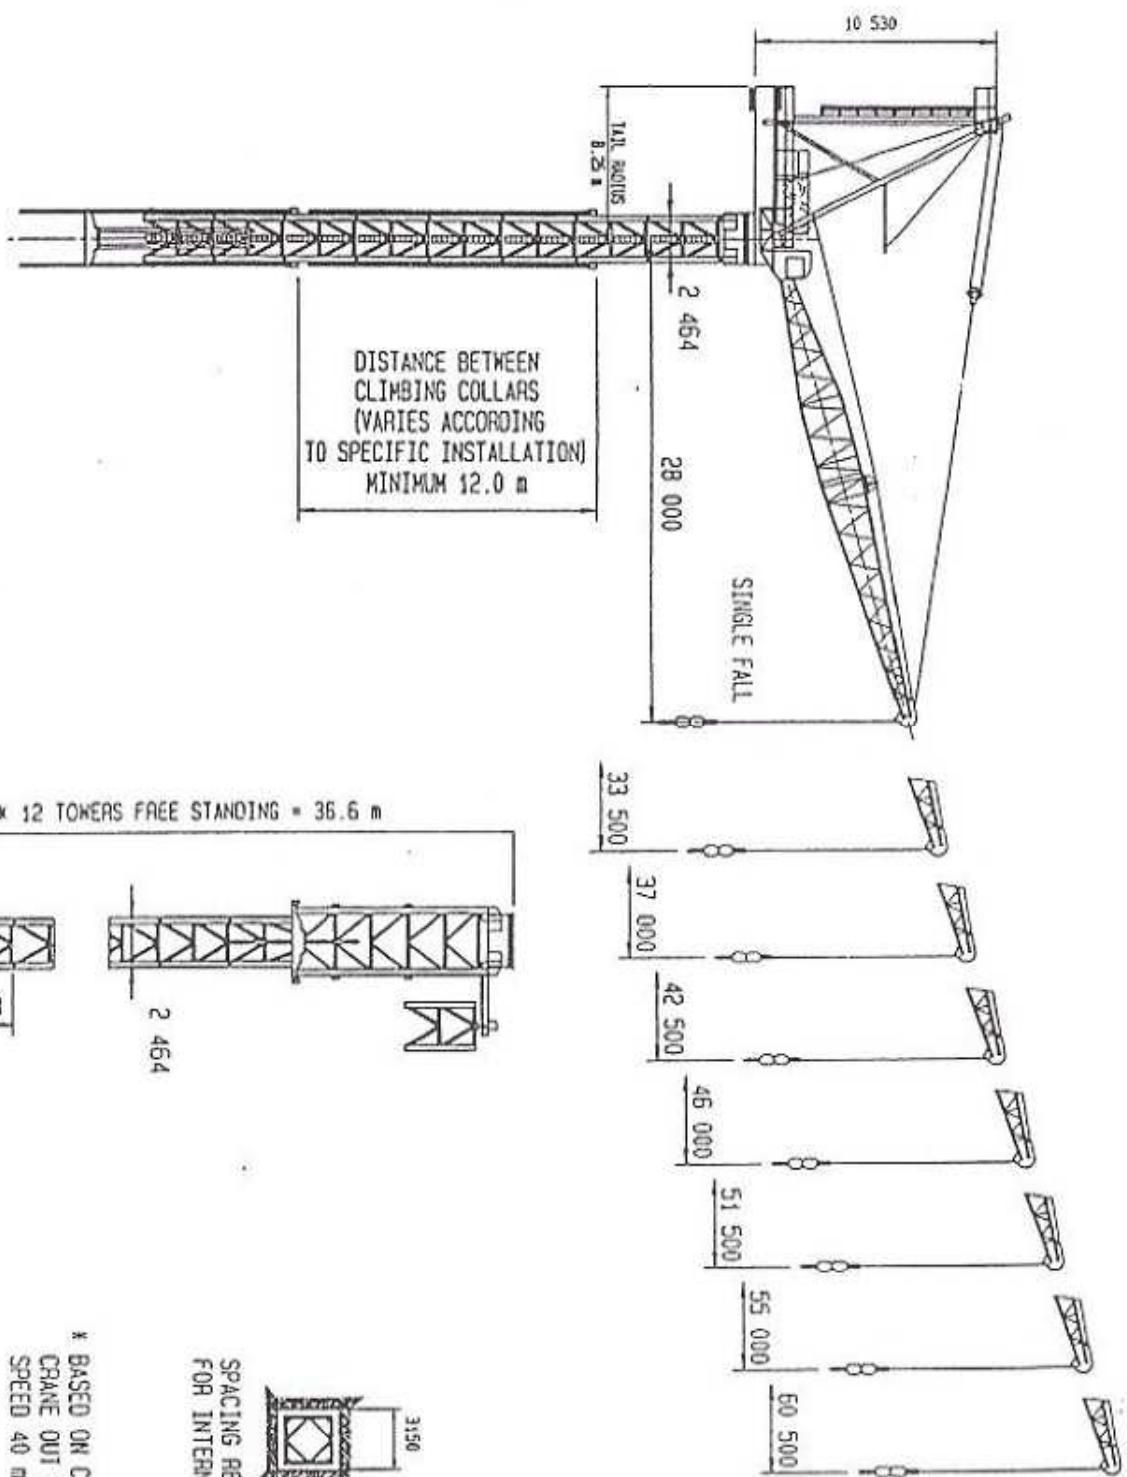 10 530
TAIL RADIUS
8.25 m
2 464
DISTANCE BETWEEN
CLIMBING COLLARS
(VARIES ACCORDING
TO SPECIFIC INSTALLATION)
MINIMUM 12.0 m
28 000
SINGLE FALL
33 500
37 000
42 500
46 000
51 500
55 000
60 500
12 TOWERS FREE STANDING = 36.6 m
2 464
3150
SPACING RE
FOR INTERN
* BASED ON C
CRANE OUT
SPEED 40 m